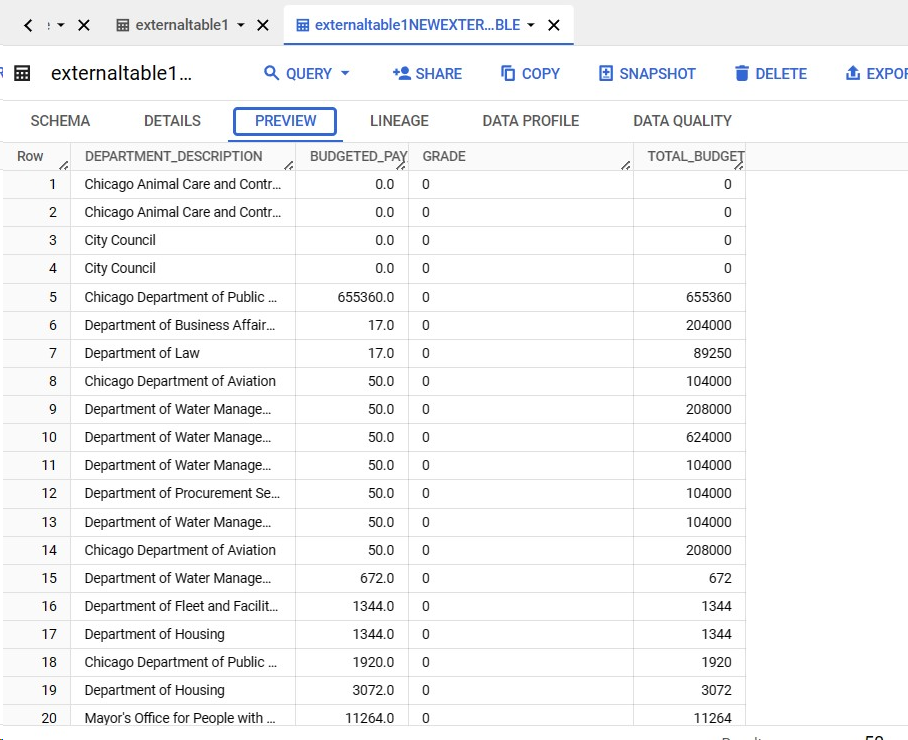 externaltable1 externaltable1NEWEXTER...BLE
externaltable1... QUERY SHARE COPY SNAPSHOT DELETE EXPOR
SCHEMA DETAILS PREVIEW LINEAGE DATA PROFILE DATA QUALITY
Row DEPARTMENT_DESCRIPTION BUDGETED_PAY GRADE TOTAL_BUDGET
1 Chicago Animal Care and Contr... 0.0 0 0
2 Chicago Animal Care and Contr... 0.0 0 0
3 City Council 0.0 0 0
4 City Council 0.0 0 0
5 Chicago Department of Public ... 655360.0 0 655360
6 Department of Business Affair... 17.0 0 204000
7 Department of Law 17.0 0 89250
8 Chicago Department of Aviation 50.0 0 104000
9 Department of Water Manage... 50.0 0 208000
10 Department of Water Manage... 50.0 0 624000
11 Department of Water Manage... 50.0 0 104000
12 Department of Procurement Se... 50.0 0 104000
13 Department of Water Manage... 50.0 0 104000
14 Chicago Department of Aviation 50.0 0 208000
15 Department of Water Manage... 672.0 0 672
16 Department of Fleet and Facilit... 1344.0 0 1344
17 Department of Housing 1344.0 0 1344
18 Chicago Department of Public ... 1920.0 0 1920
19 Department of Housing 3072.0 0 3072
20 Mayor's Office for People with ... 11264.0 0 11264